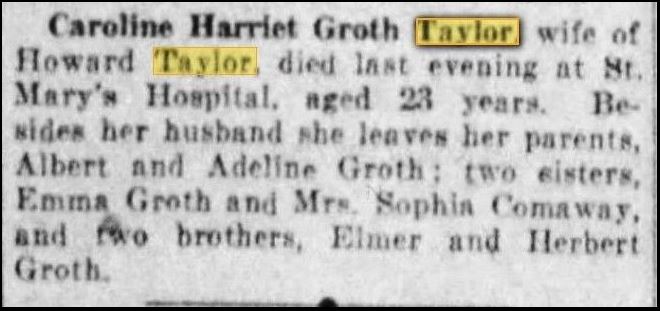 Caroline Harriet Groth Taylor, wife of
Howard Taylor, died last evening at St.
Mary's Hospital, aged 23 years. Be-
sides her husband she leaves her parents,
Albert and Adeline Groth; two sisters,
Emma Groth and Mrs. Sophia Comaway,
and two brothers, Elmer and Herbert
Groth.